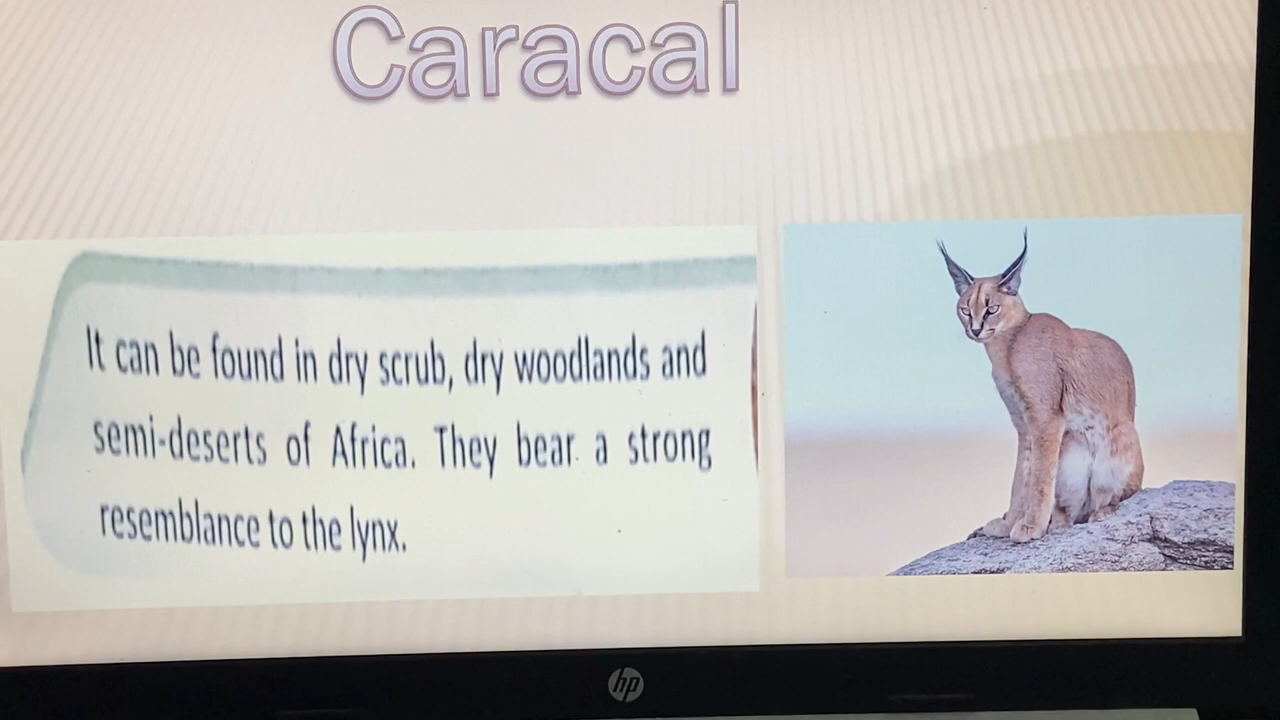 Caracal
It can be found in dry scrub, dry woodlands and
semi-deserts of Africa. They bear a strong
resemblance to the lynx.
hp